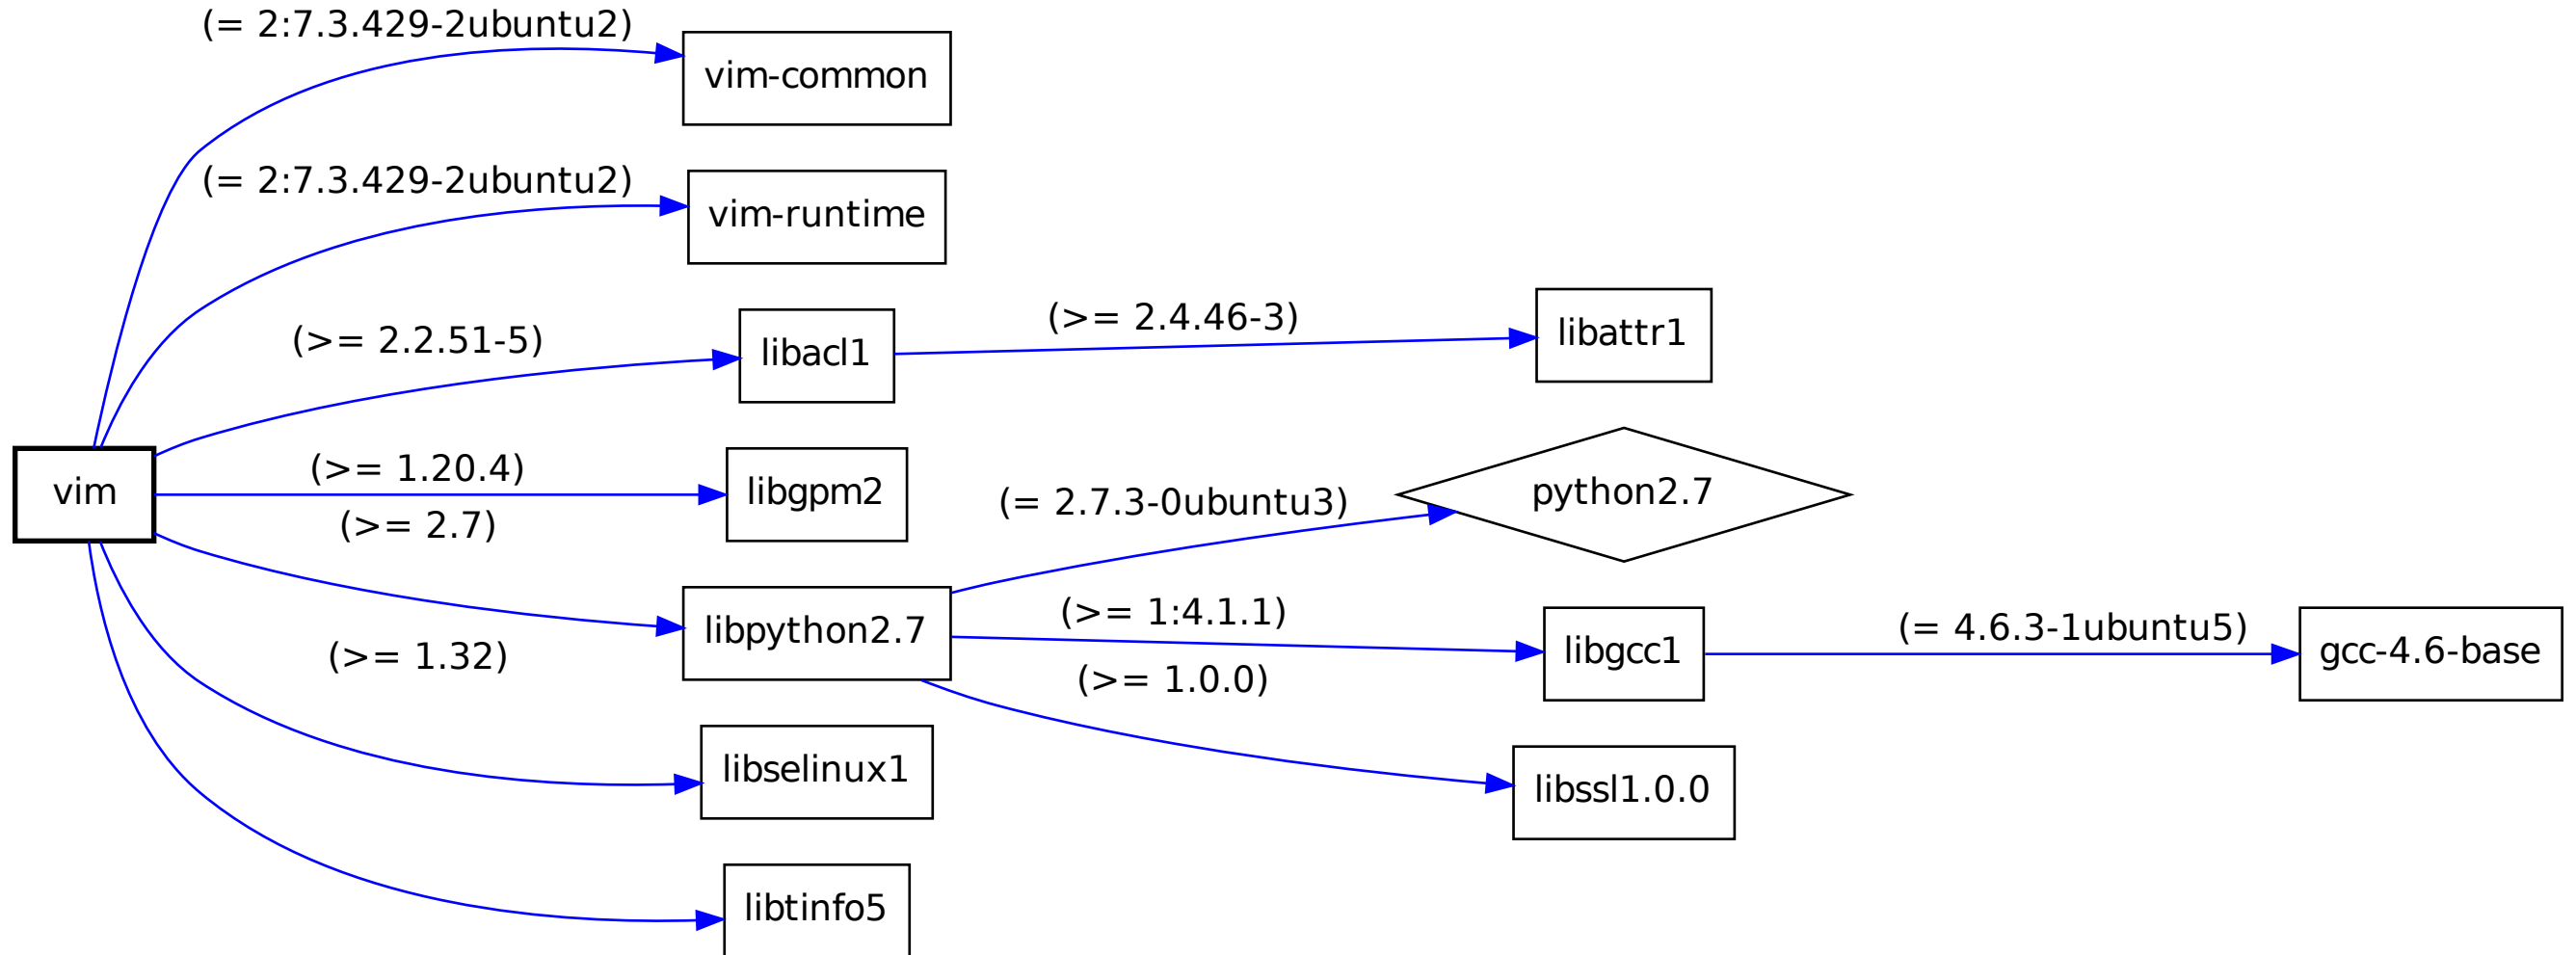 (= 2:7.3.429-2ubuntu2)
vim-common
(= 2:7.3.429-2ubuntu2)
vim-runtime
(>= 2.2.51-5)
libacl1
(>= 2.4.46-3)
libattr1
vim
(>= 1.20.4)
libgpm2
(>= 2.7)
(= 2.7.3-0ubuntu3)
python2.7
libpython2.7
(>= 1:4.1.1)
libgcc1
(= 4.6.3-1ubuntu5)
gcc-4.6-base
(>= 1.32)
(>= 1.0.0)
libselinux1
libssl1.0.0
libtinfo5